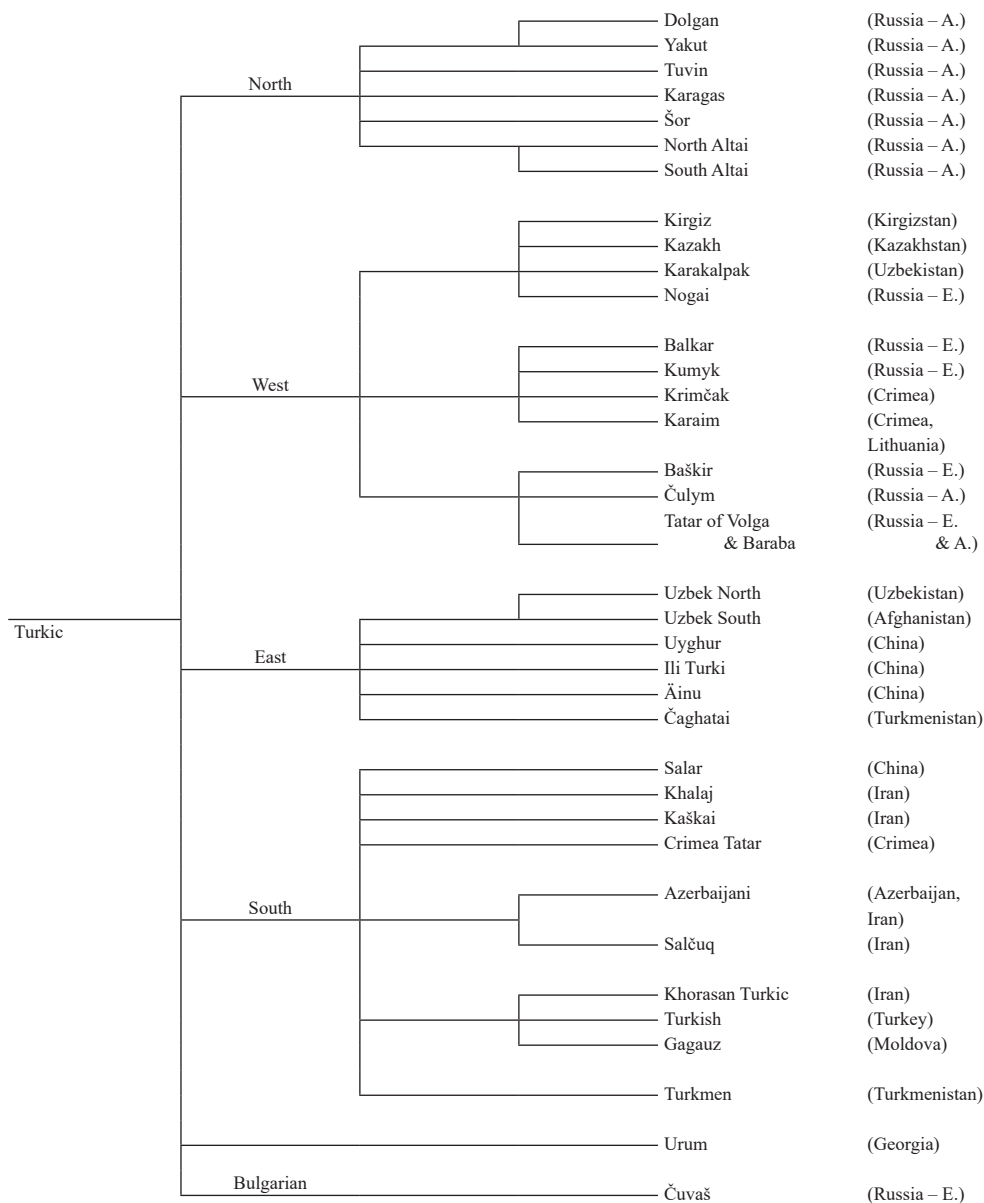 Dolgan (Russia – A.)
Yakut (Russia – A.)
Tuvin (Russia – A.)
North
Karagas (Russia – A.)
Šor (Russia – A.)
North Altai (Russia – A.)
South Altai (Russia – A.)
Kirgiz (Kirgizstan)
Kazakh (Kazakhstan)
Karakalpak (Uzbekistan)
Nogai (Russia – E.)
Balkar (Russia – E.)
Kumyk (Russia – E.)
West
Krimčak (Crimea)
Karaim (Crimea,
Lithuania)
Baškir (Russia – E.)
Čulym (Russia – A.)
Tatar of Volga (Russia – E.
& Baraba & A.)
Uzbek North (Uzbekistan)
Uzbek South (Afghanistan)
Turkic
Uyghur (China)
East
Ili Turki (China)
Äinu (China)
Čaghatai (Turkmenistan)
Salar (China)
Khalaj (Iran)
Kaškai (Iran)
Crimea Tatar (Crimea)
Azerbaijani (Azerbaijan,
South Iran)
Salčuq (Iran)
Khorasan Turkic (Iran)
Turkish (Turkey)
Gagauz (Moldova)
Turkmen (Turkmenistan)
Urum (Georgia)
Bulgarian
Čuvaš (Russia – E.)